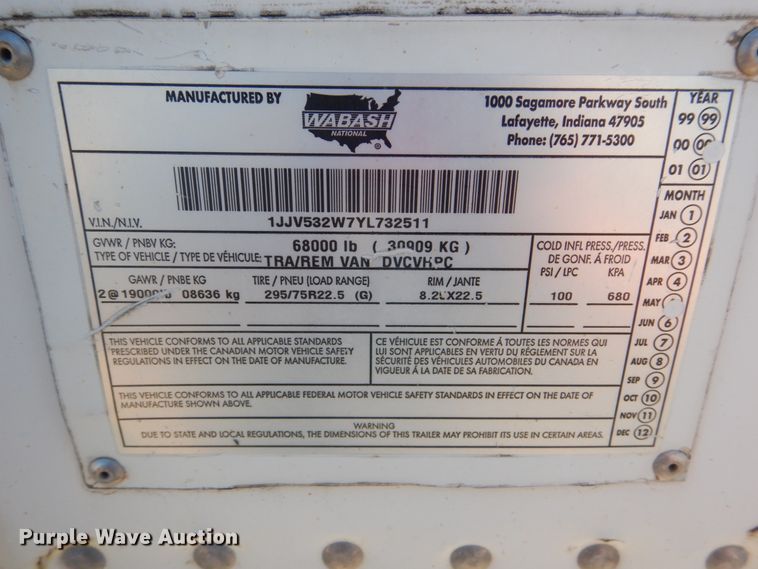 MANUFACTURED BY
WABASH
NATIONAL
®
1000 Sagamore Parkway South
Lafayette, Indiana 47905
Phone: (765) 771-5300
YEAR
99 99
00
01 01
MONTH
JAN 1
FEB 2
MAR 3
APR 4
MAY
JUN 6
JUL 7
AUG 8
SEP 9
OCT 10
NOV 11
DEC 12
V.I.N./N.I.V. 1JJV532W7YL732511
GVWR / PNBV KG: 68000 lb ( 30909 KG )
TYPE OF VEHICLE / TYPE DE VÉHICULE: TRA/REM VAN DVCVHPC
COLD INFL PRESS./PRESS.
DE GONF. À FROID
PSI / LPC KPA
GAWR / PNBE KG TIRE / PNEU (LOAD RANGE) RIM / JANTE
08636 kg 295/75R22.5 (G) 100 680
THIS VEHICLE CONFORMS TO ALL APPLICABLE STANDARDS
PRESCRIBED UNDER THE CANADIAN MOTOR VEHICLE SAFETY
REGULATIONS IN EFFECT ON THE DATE OF MANUFACTURE.
CE VÉHICULE EST CONFORME À TOUTES LES NORMES QUI
LUI SONT APPLICABLES EN VERTU DU RÉGLEMENT SUR LA
SÉCURITÉ DES VÉHICULES AUTOMOBILES DU CANADA EN
VIGUEUR À LA DATE DE SA FABRICATION.
THIS VEHICLE CONFORMS TO ALL APPLICABLE FEDERAL MOTOR VEHICLE SAFETY STANDARDS IN EFFECT ON THE DATE OF
MANUFACTURE SHOWN ABOVE.
WARNING
DUE TO STATE AND LOCAL REGULATIONS, THE DIMENSIONS OF THIS TRAILER MAY PROHIBIT ITS USE IN CERTAIN AREAS.
Purple Wave Auction